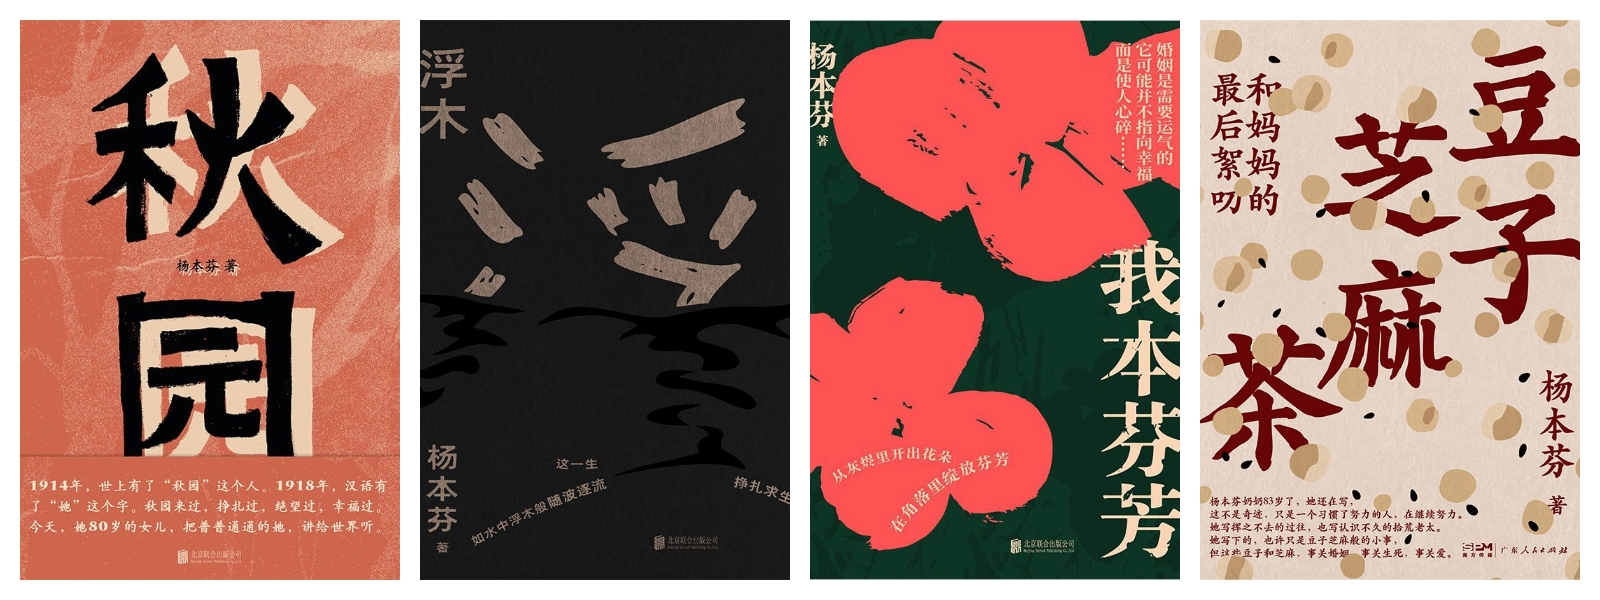 秋园
杨本芬 著
1914年，世上有了“秋园”这个人。1918年，汉语有
了“她”这个字。秋园来过，挣扎过，绝望过，幸福过。
今天，她80岁的女儿，把普普通通的她，讲给世界听。
北京联合出版公司
浮木
杨本芬
著
这一生
如水中浮木般随波逐流
挣扎求生
北京联合出版公司
杨本芬
著
婚姻是需要运气的
它可能并不指向幸福
而是使人心碎……
我本芬芳
从灰烬里开出花朵
在角落里绽放芬芳
北京联合出版公司
豆子芝麻茶
和妈妈的
最后絮叨
杨本芬
著
杨本芬奶奶83岁了，她还在写，
这不是奇迹，只是一个习惯了努力的人，在继续努力。
她写挥之不去的过往，也写认识不久的拾荒老太。
她写下的，也许只是豆子芝麻般的小事，
但这些豆子和芝麻，事关婚姻，事关生死，事关爱。
SPM
南方传媒
广东人民出版社